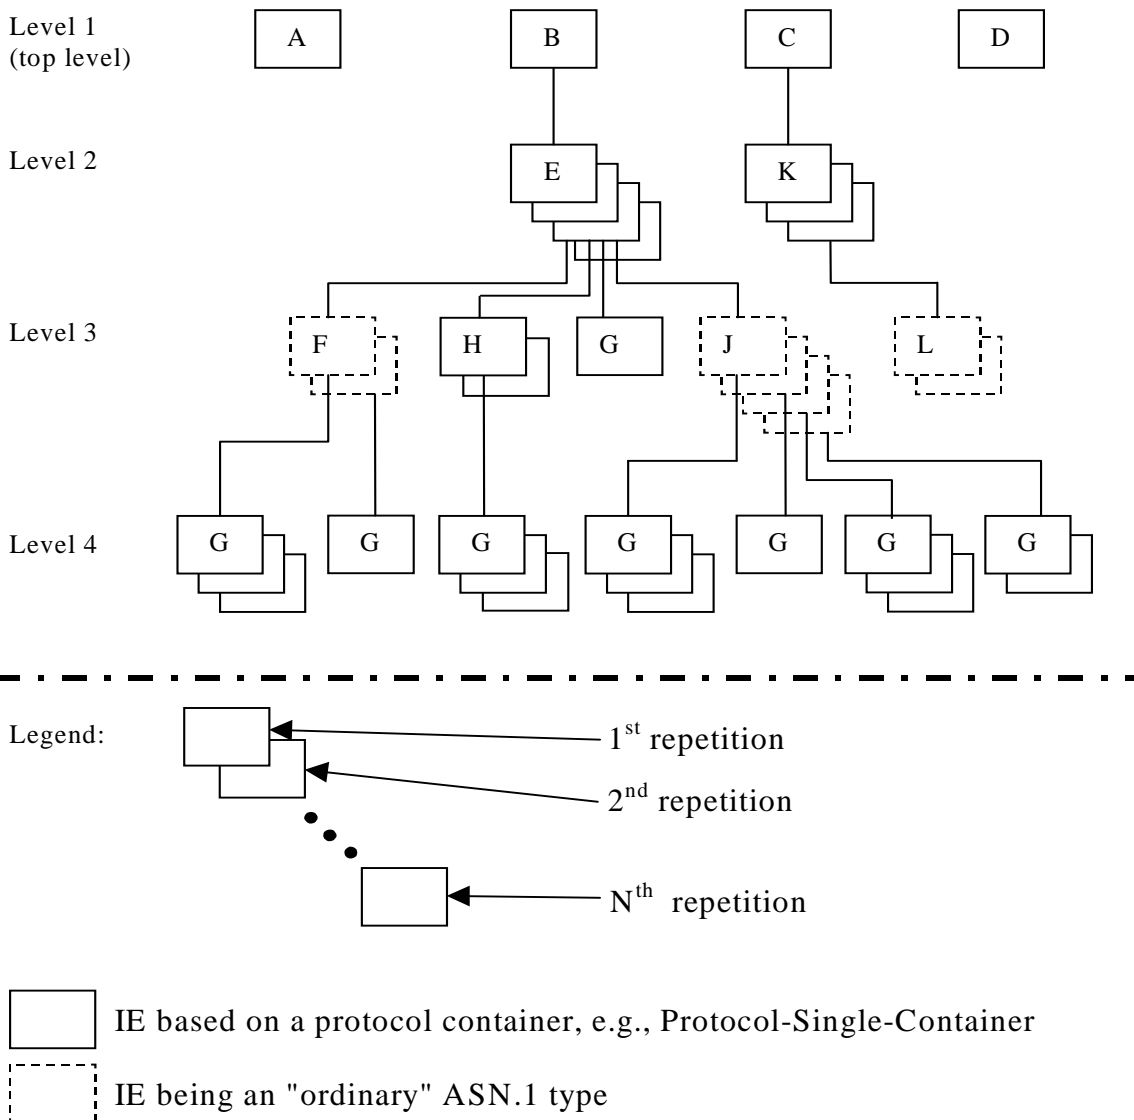 Level 1
(top level)
A B C D
Level 2
E K
Level 3
F H G J L
Level 4
G G G G G G G
Legend:
1st repetition
2nd repetition
Nth repetition
IE based on a protocol container, e.g., Protocol-Single-Container
IE being an "ordinary" ASN.1 type